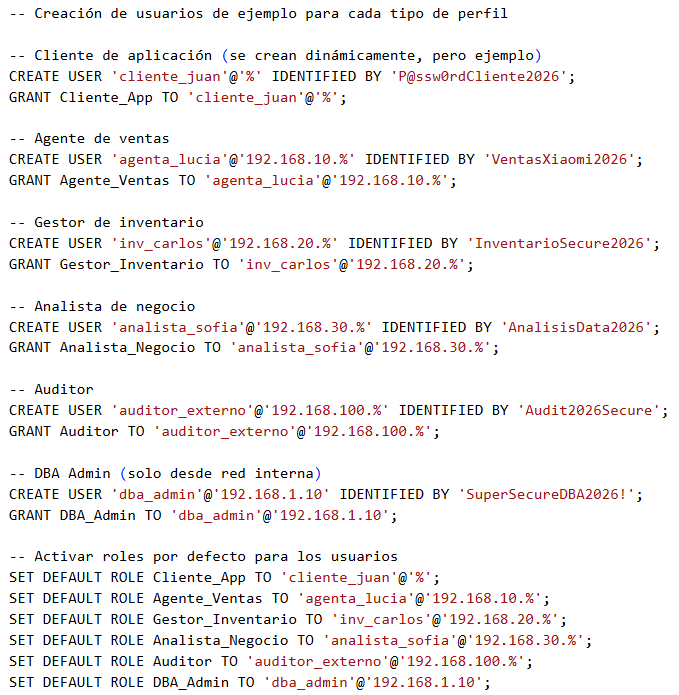 -- Creación de usuarios de ejemplo para cada tipo de perfil
-- Cliente de aplicación (se crean dinámicamente, pero ejemplo)
CREATE USER 'cliente_juan'@'%' IDENTIFIED BY 'P@ssw0rdCliente2026';
GRANT Cliente_App TO 'cliente_juan'@'%';
-- Agente de ventas
CREATE USER 'agenta_lucia'@'192.168.10.%' IDENTIFIED BY 'VentasXiaomi2026';
GRANT Agente_Ventas TO 'agenta_lucia'@'192.168.10.%';
-- Gestor de inventario
CREATE USER 'inv_carlos'@'192.168.20.%' IDENTIFIED BY 'InventarioSecure2026';
GRANT Gestor_Inventario TO 'inv_carlos'@'192.168.20.%';
-- Analista de negocio
CREATE USER 'analista_sofia'@'192.168.30.%' IDENTIFIED BY 'AnalisisData2026';
GRANT Analista_Negocio TO 'analista_sofia'@'192.168.30.%';
-- Auditor
CREATE USER 'auditor_externo'@'192.168.100.%' IDENTIFIED BY 'Audit2026Secure';
GRANT Auditor TO 'auditor_externo'@'192.168.100.%';
-- DBA Admin (solo desde red interna)
CREATE USER 'dba_admin'@'192.168.1.10' IDENTIFIED BY 'SuperSecureDBA2026!';
GRANT DBA_Admin TO 'dba_admin'@'192.168.1.10';
-- Activar roles por defecto para los usuarios
SET DEFAULT ROLE Cliente_App TO 'cliente_juan'@'%';
SET DEFAULT ROLE Agente_Ventas TO 'agenta_lucia'@'192.168.10.%';
SET DEFAULT ROLE Gestor_Inventario TO 'inv_carlos'@'192.168.20.%';
SET DEFAULT ROLE Analista_Negocio TO 'analista_sofia'@'192.168.30.%';
SET DEFAULT ROLE Auditor TO 'auditor_externo'@'192.168.100.%';
SET DEFAULT ROLE DBA_Admin TO 'dba_admin'@'192.168.1.10';